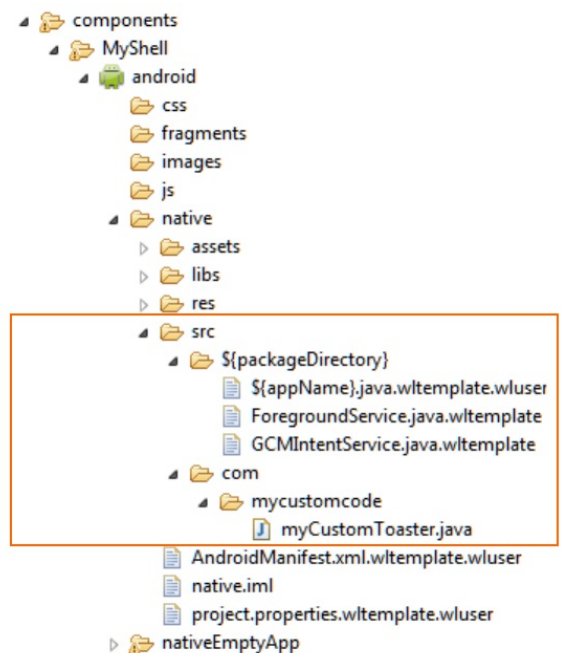 components
MyShell
android
css
fragments
images
js
native
assets
libs
res
src
${packageDirectory}
${appName}.java.wltemplate.wluser
ForegroundService.java.wltemplate
GCMIntentService.java.wltemplate
com
mycustomcode
myCustomToaster.java
AndroidManifest.xml.wltemplate.wluser
native.iml
project.properties.wltemplate.wluser
nativeEmptyApp